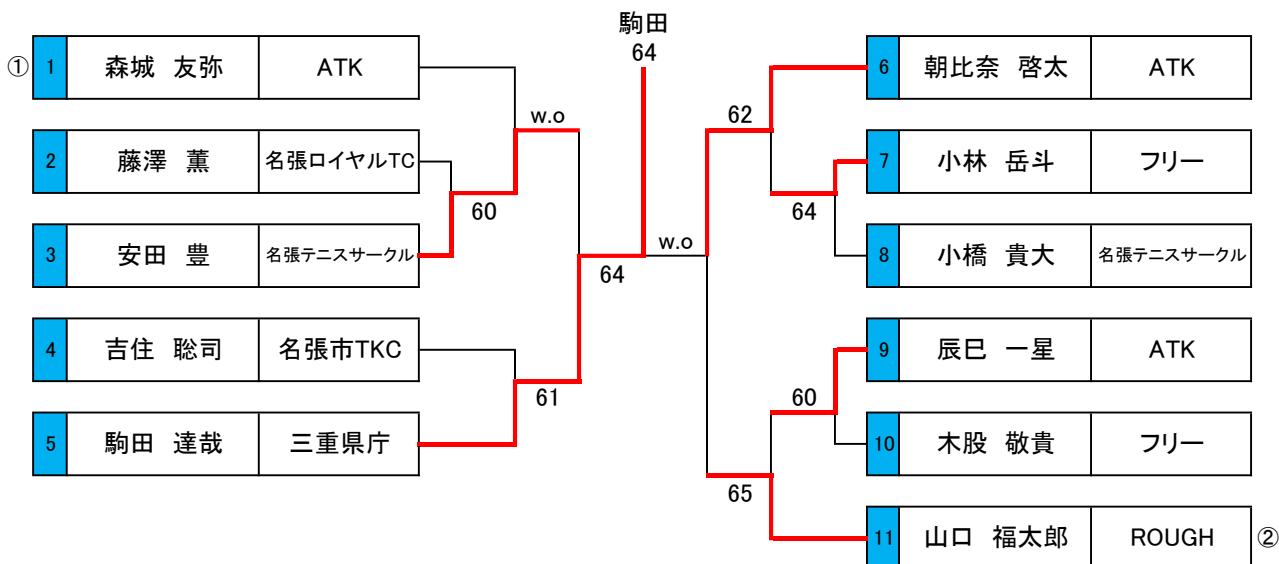 駒田
64
① 1 森城 友弥 ATK
2 藤澤 薫 名張ロイヤルTC
3 安田 豊 名張テニスサークル
4 吉住 聡司 名張市TKC
5 駒田 達哉 三重県庁
w.o
60
61
64
w.o
62
64
60
65
6 朝比奈 啓太 ATK
7 小林 岳斗 フリー
8 小橋 貴大 名張テニスサークル
9 辰巳 一星 ATK
10 木股 敬貴 フリー
11 山口 福太郎 ROUGH ②